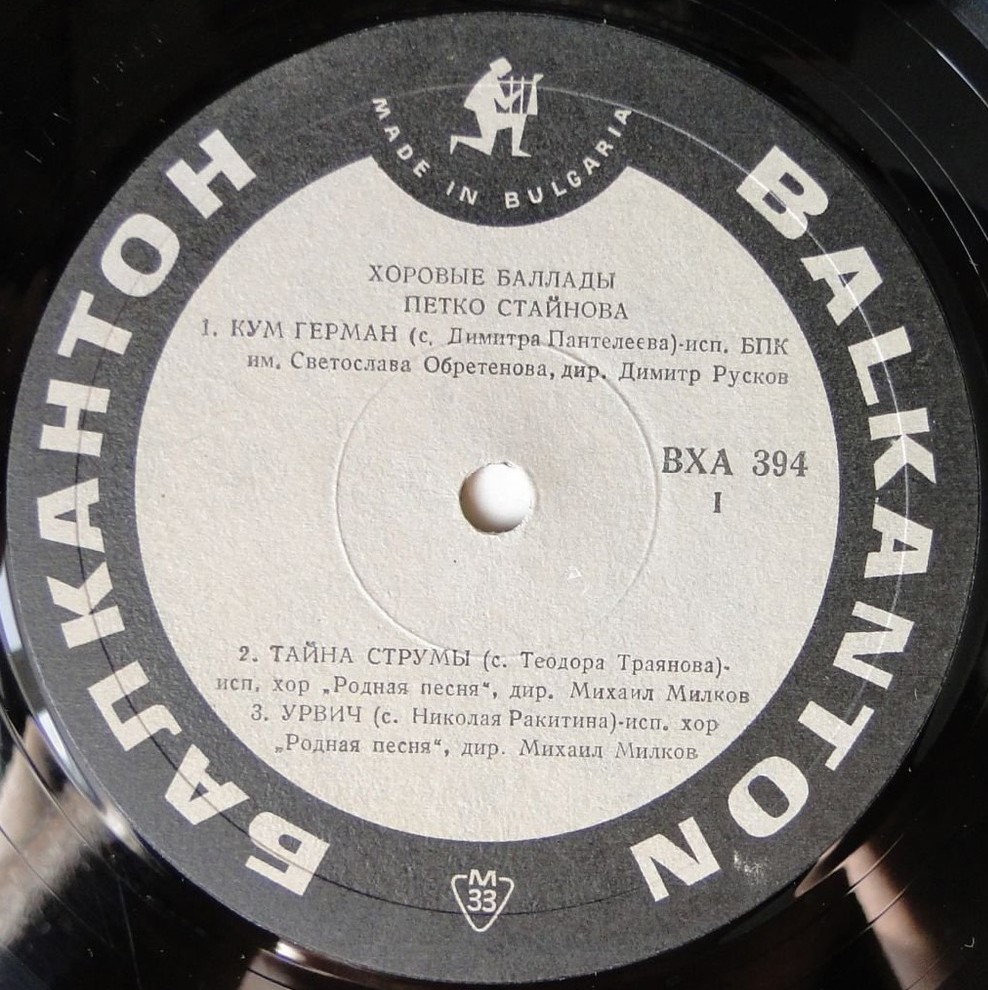 MADE IN BULGARIA
БАЛКАНТОН
BALKANTON
ХОРОВЫЕ БАЛЛАДЫ
ПЕТКО СТАЙНОВА
1. КУМ ГЕРМАН (с. Димитра Пантелеева)-исп. БПК
им. Светослава Обретенова, дир. Димитр Русков
ВХА 394
I
2. ТАЙНА СТРУМЫ (с. Теодора Траянова)-
исп. хор „Родная песня“, дир. Михаил Милков
3. УРВИЧ (с. Николая Ракитина)-исп. хор
„Родная песня“, дир. Михаил Милков
М
33